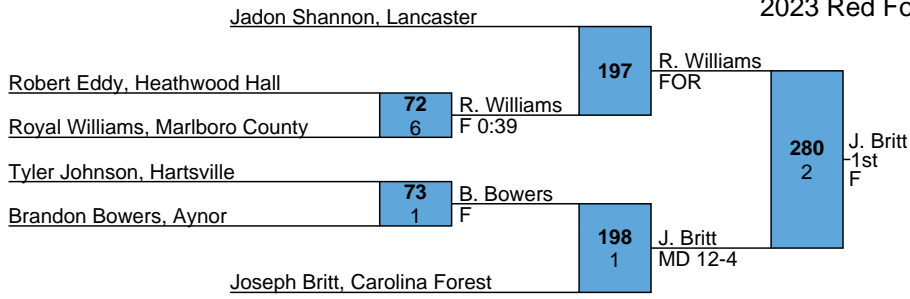 2023 Red Fo
Jadon Shannon, Lancaster
197
R. Williams
FOR
Robert Eddy, Heathwood Hall
72
6
R. Williams
F 0:39
Royal Williams, Marlboro County
280
2
J. Britt
1st
F
Tyler Johnson, Hartsville
73
1
B. Bowers
F
Brandon Bowers, Aynor
198
1
J. Britt
MD 12-4
Joseph Britt, Carolina Forest